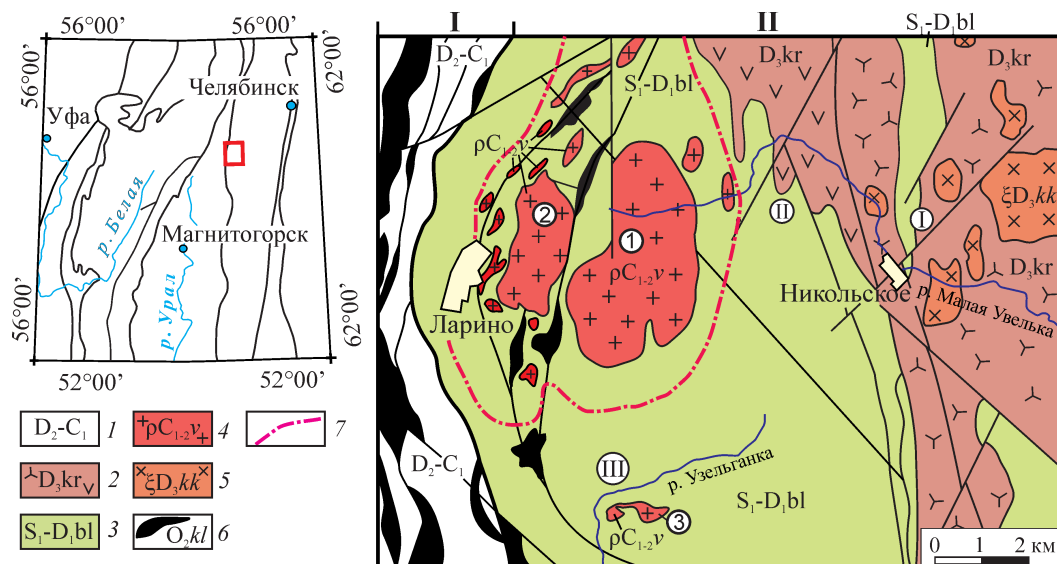 56°00'
56°00'
56°00'
62°00'
Челябинск
Уфа
р. Белая
Магнитогорск
р. Урал
56°00'
62°00'
52°00'
52°00'
D₂-C₁ 1
ρC₁₋₂ν 4
7
D₃kr 2
ξD₃kk 5
S₁-D₁bl 3
O₂kl 6
I
II
S₁-D₁bl
D₂-C₁
S₁-D₁bl
D₃kr
D₃kr
ρC₁₋₂ν
ξD₃kk
2
1
II
I
ρC₁₋₂ν
D₃kr
Никольское
р. Малая Увелька
Ларино
D₂-C₁
III
р. Узельганка
S₁-D₁bl
3
ρC₁₋₂ν
0 1 2 км